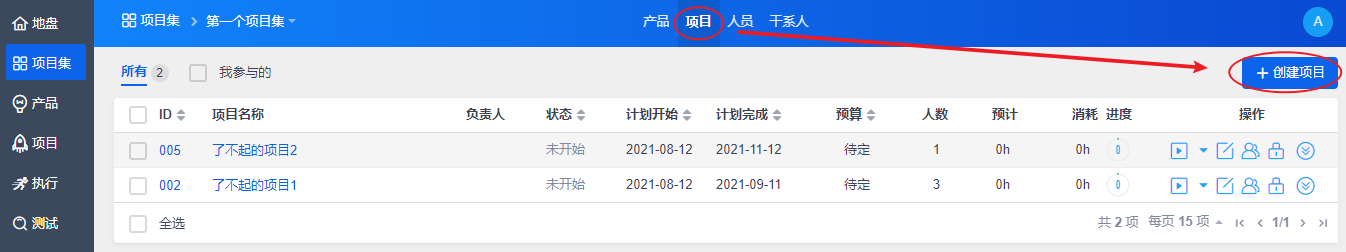 地盘
项目集
产品
项目
执行
测试
项目集 第一个项目集
产品 项目 人员 干系人
A
所有 2 我参与的
创建项目
ID 项目名称 负责人 状态 计划开始 计划完成 预算 人数 预计 消耗 进度 操作
005 了不起的项目2 未开始 2021-08-12 2021-11-12 待定 1 0h 0h 0
002 了不起的项目1 未开始 2021-08-12 2021-09-11 待定 3 0h 0h 0
全选 共 2 项 每页 15 项 1/1